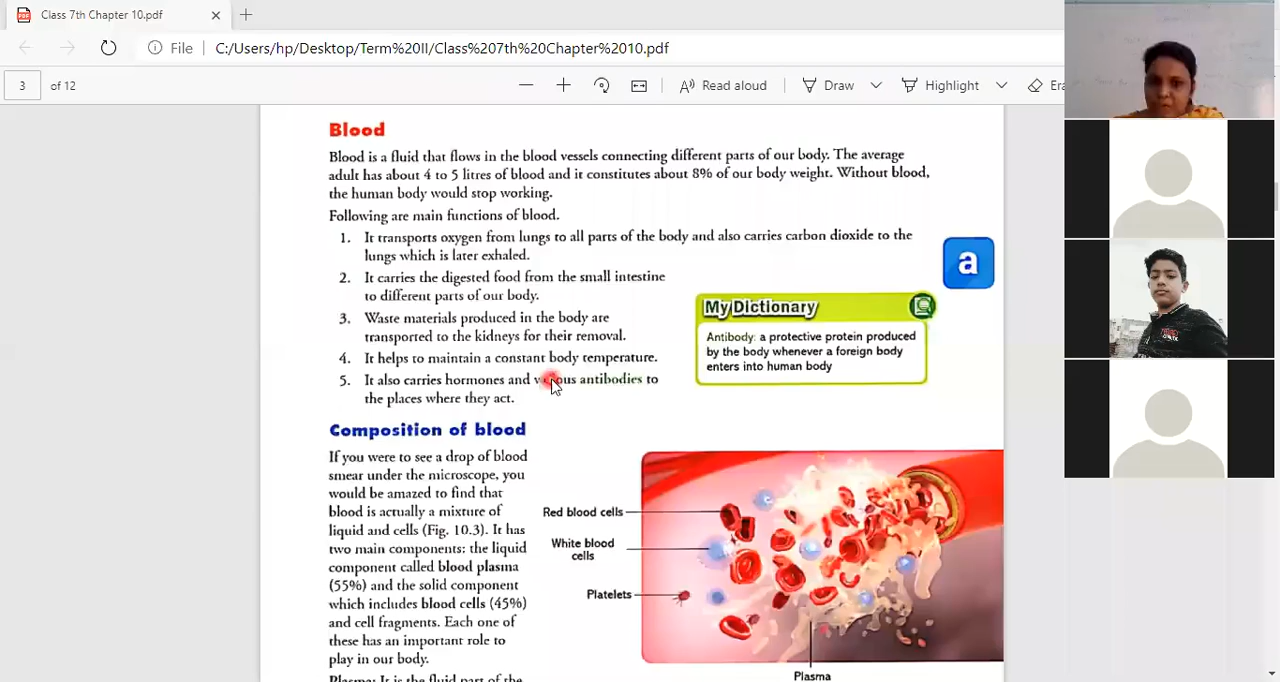 Class 7th Chapter 10.pdf
File
C:/Users/hp/Desktop/Term%20II/Class%207th%20Chapter%2010.pdf
3 of 12
Read aloud
Draw
Highlight
Era
Blood
Blood is a fluid that flows in the blood vessels connecting different parts of our body. The average
adult has about 4 to 5 litres of blood and it constitutes about 8% of our body weight. Without blood,
the human body would stop working.
Following are main functions of blood.
1. It transports oxygen from lungs to all parts of the body and also carries carbon dioxide to the
lungs which is later exhaled.
2. It carries the digested food from the small intestine
to different parts of our body.
3. Waste materials produced in the body are
transported to the kidneys for their removal.
4. It helps to maintain a constant body temperature.
5. It also carries hormones and various antibodies to
the places where they act.
a
My Dictionary
Antibody: a protective protein produced
by the body whenever a foreign body
enters into human body
Composition of blood
If you were to see a drop of blood
smear under the microscope, you
would be amazed to find that
blood is actually a mixture of
liquid and cells (Fig. 10.3). It has
two main components: the liquid
component called blood plasma
(55%) and the solid component
which includes blood cells (45%)
and cell fragments. Each one of
these has an important role to
play in our body.
Plasma: It is the fluid part of the
Red blood cells
White blood
cells
Platelets
Plasma